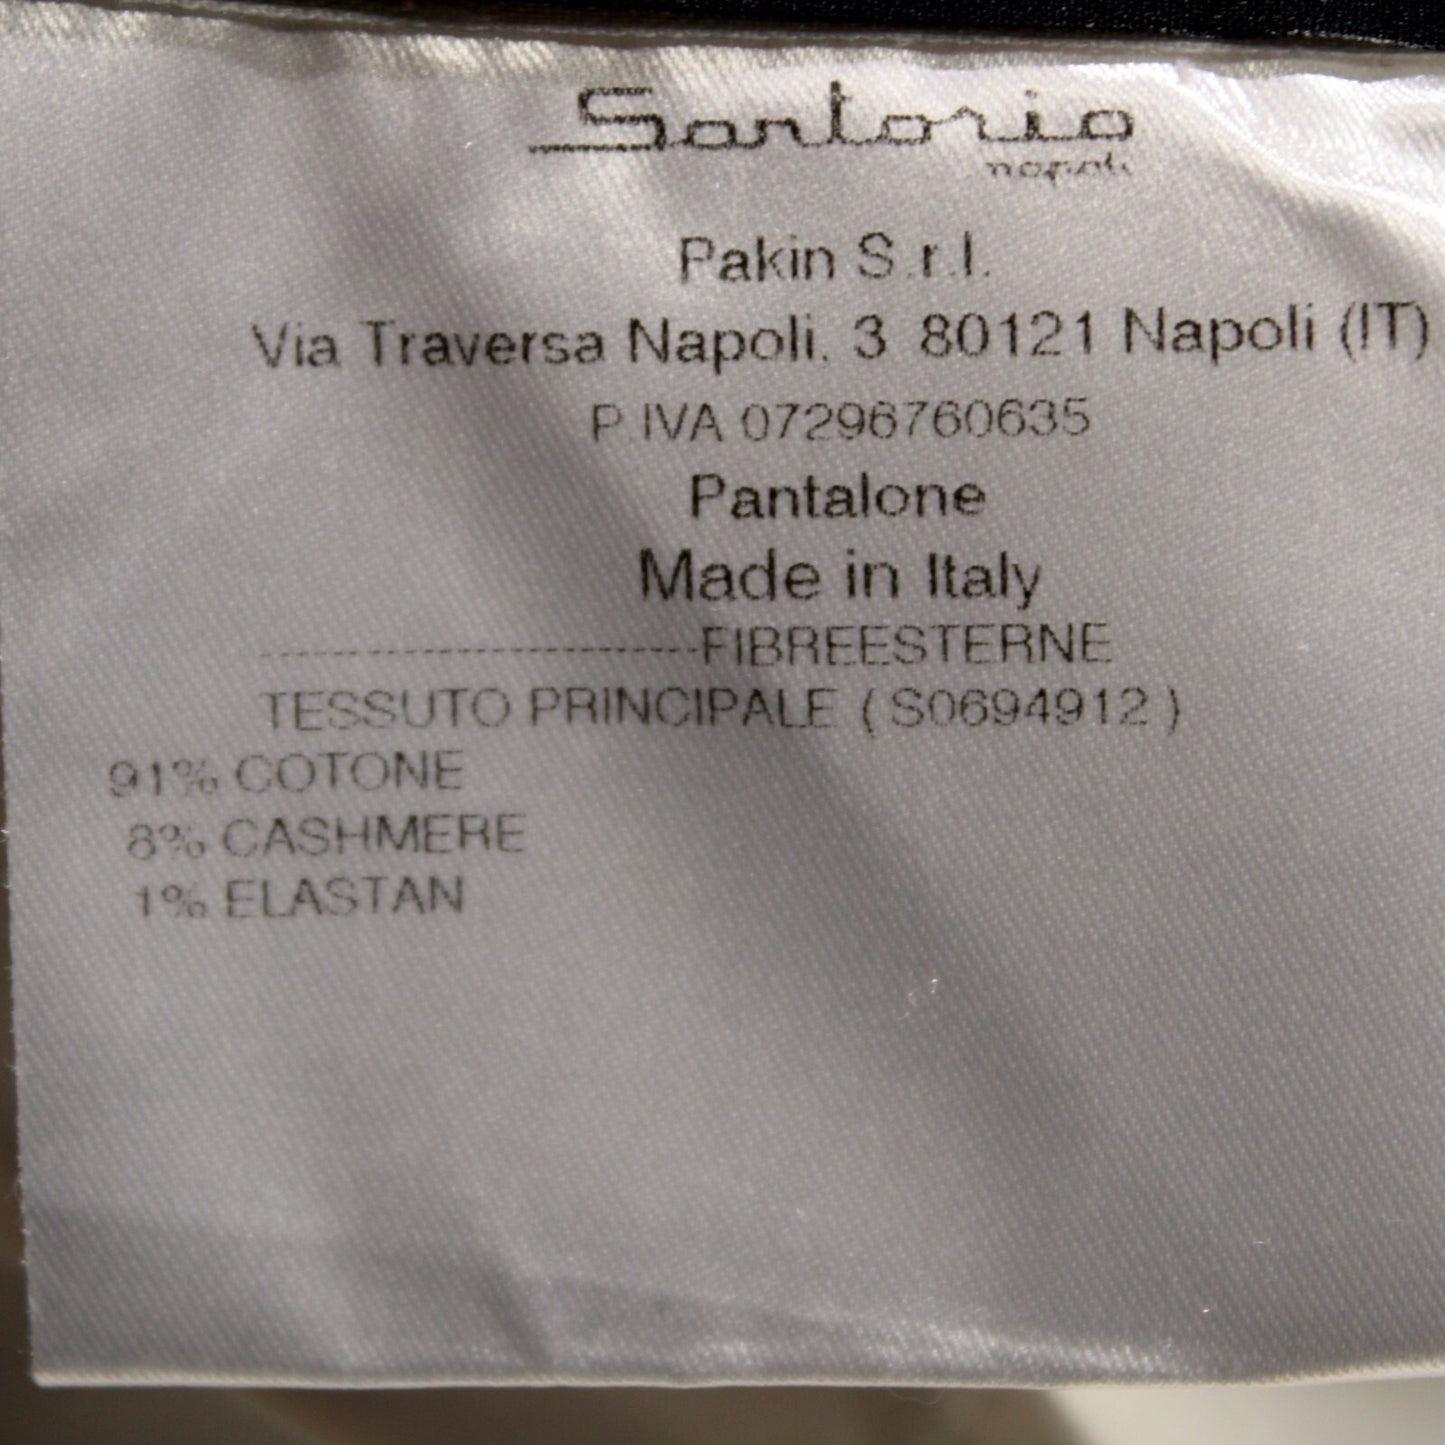 Sartorio
napoli
Pakin S.r.l.
Via Traversa Napoli, 3 80121 Napoli (IT)
P.IVA 07296760635
Pantalone
Made in Italy
------------------------FIBREESTERNE
TESSUTO PRINCIPALE ( S0694912 )
91% COTONE
8% CASHMERE
1% ELASTAN